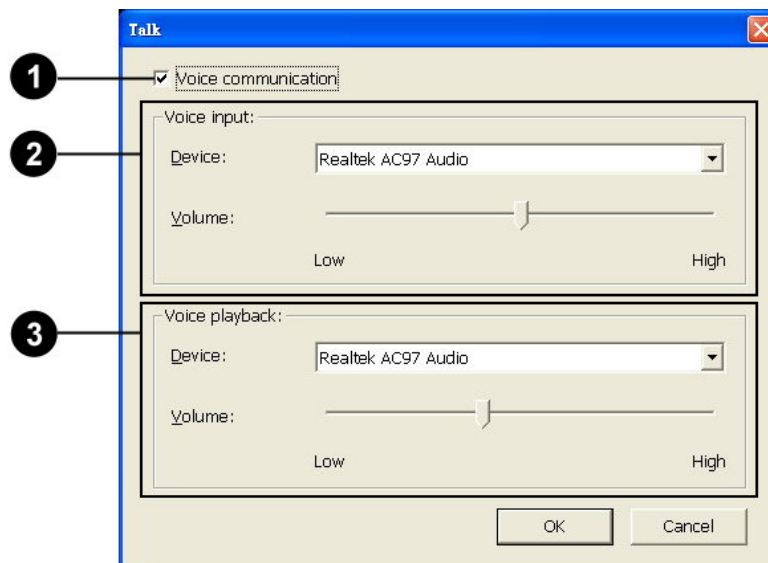 Talk
1
Voice communication
2
Voice input:
Device:
Realtek AC97 Audio
Volume:
Low High
3
Voice playback:
Device:
Realtek AC97 Audio
Volume:
Low High
OK Cancel